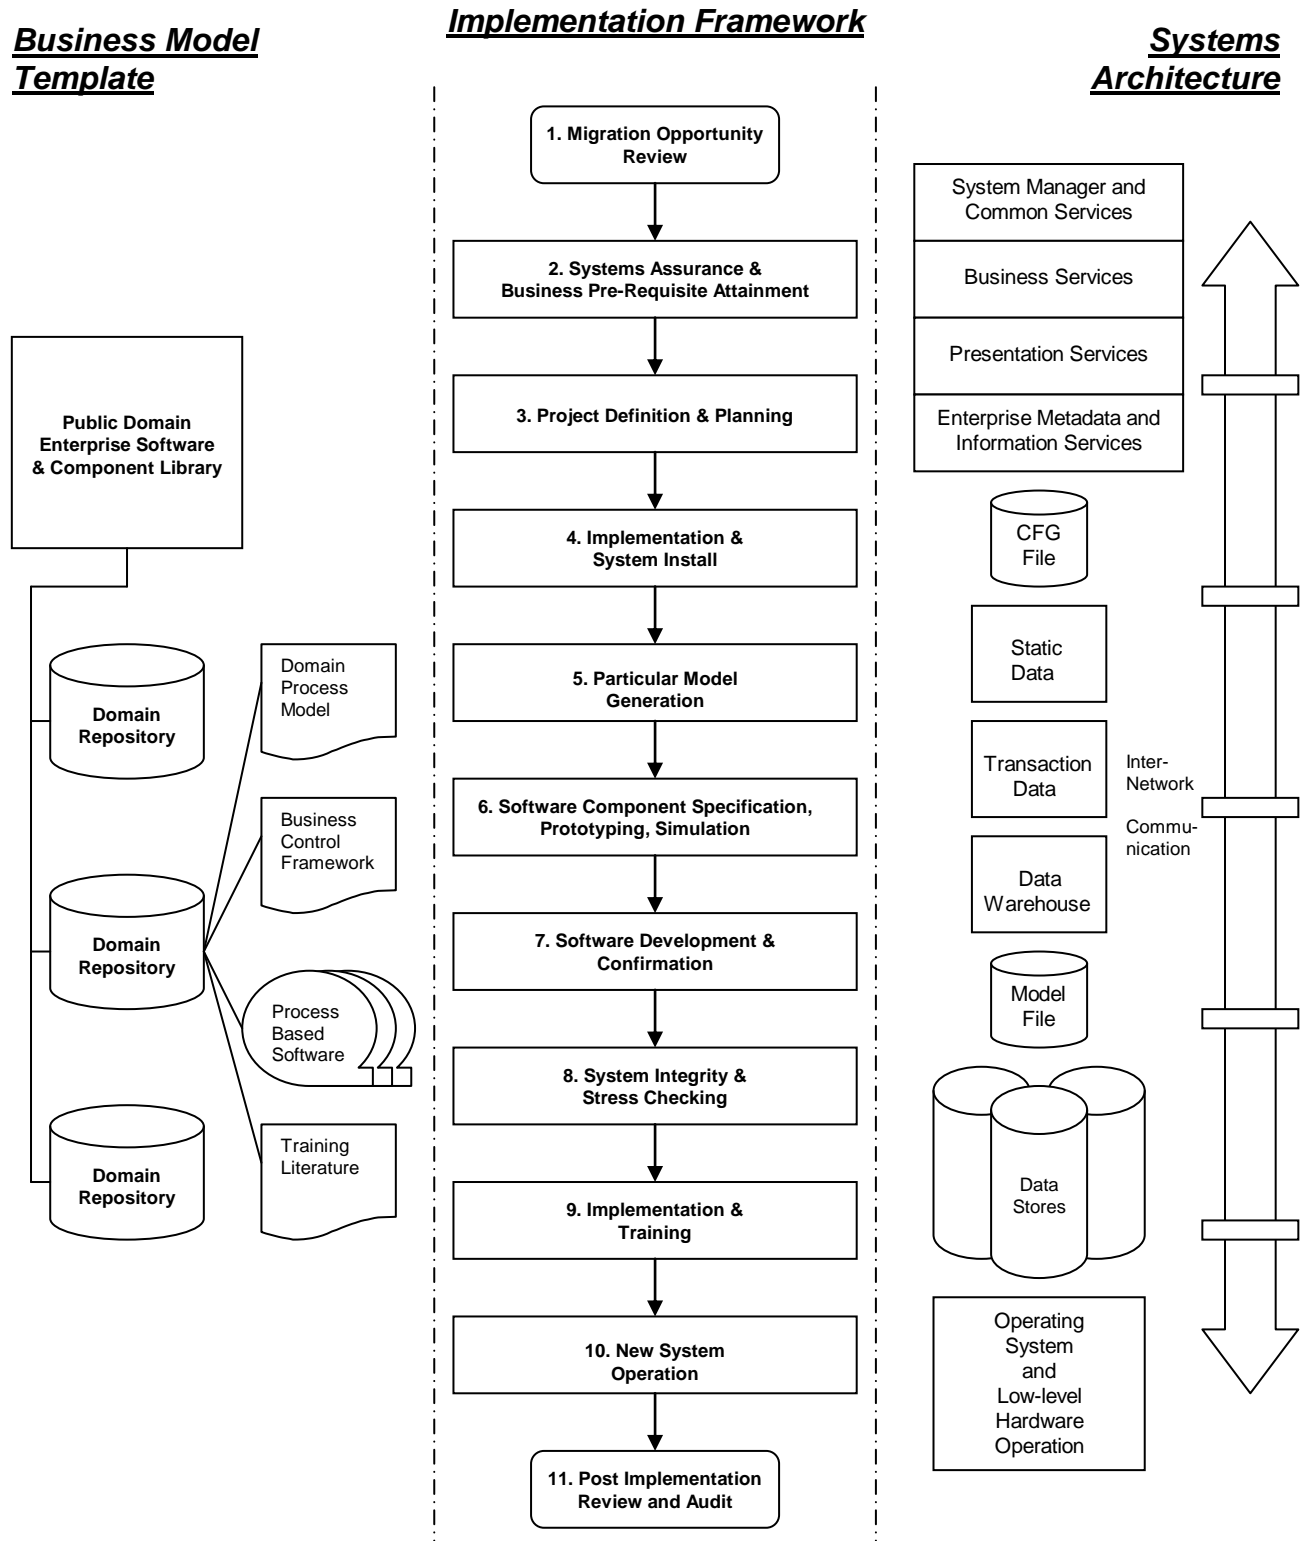 Business Model
Template
Implementation Framework
Systems
Architecture
Public Domain
Enterprise Software
& Component Library
Domain
Repository
Domain
Repository
Domain
Repository
Domain
Process
Model
Business
Control
Framework
Process
Based
Software
Training
Literature
1. Migration Opportunity
Review
2. Systems Assurance &
Business Pre-Requisite Attainment
3. Project Definition & Planning
4. Implementation &
System Install
5. Particular Model
Generation
6. Software Component Specification,
Prototyping, Simulation
7. Software Development &
Confirmation
8. System Integrity &
Stress Checking
9. Implementation &
Training
10. New System
Operation
11. Post Implementation
Review and Audit
System Manager and
Common Services
Business Services
Presentation Services
Enterprise Metadata and
Information Services
CFG
File
Static
Data
Transaction
Data
Data
Warehouse
Model
File
Data
Stores
Operating
System
and
Low-level
Hardware
Operation
Inter-
Network
Commu-
nication